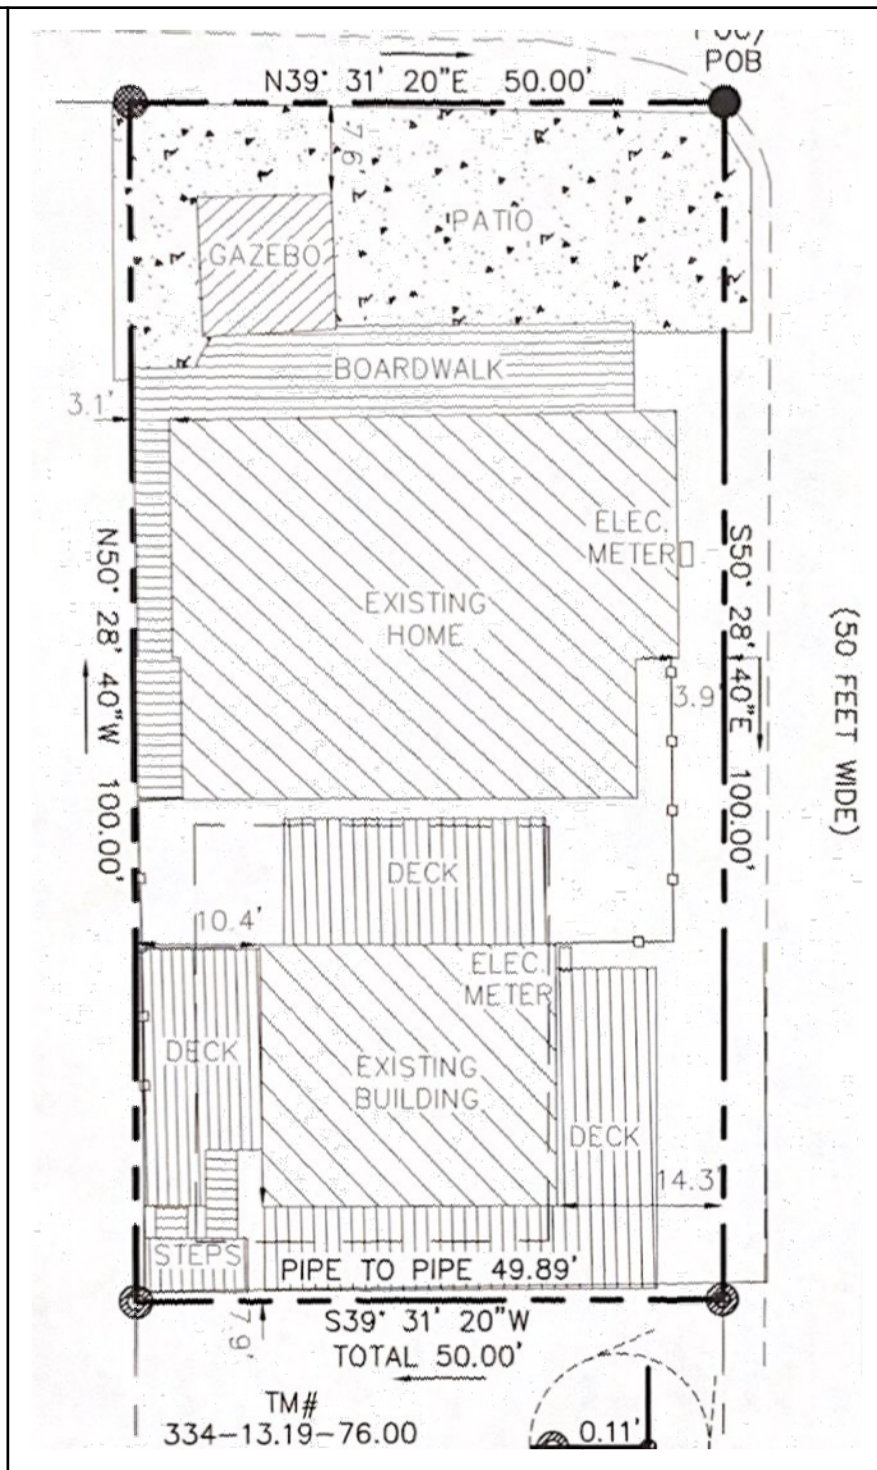 POC/
POB
N39° 31' 20"E 50.00'
7.6'
PATIO
GAZEBO
BOARDWALK
3.1'
ELEC.
METER
EXISTING
HOME
N50° 28' 40"W 100.00'
S50° 28' 40"E 100.00'
3.9'
(50 FEET WIDE)
DECK
10.4'
ELEC.
METER
DECK
EXISTING
BUILDING
DECK
14.3'
STEPS
PIPE TO PIPE 49.89'
7.9'
S39° 31' 20"W
TOTAL 50.00'
TM#
334-13.19-76.00
0.11'